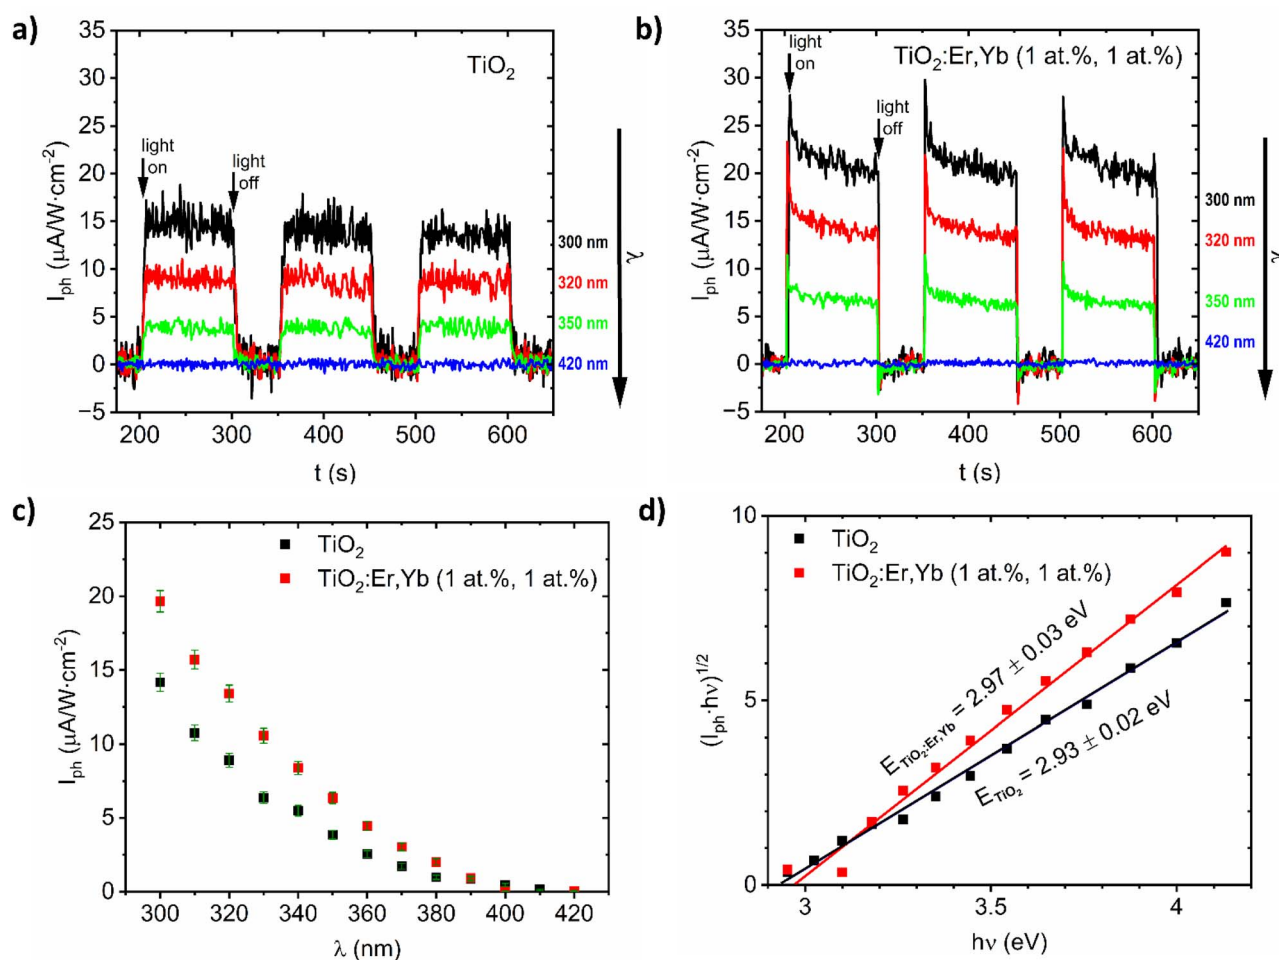 a)
TiO2
light
on
light
off
300 nm
320 nm
350 nm
420 nm
λ
25
30
35
20
15
10
5
0
−5
200 300 400 500 600
Iph (μA/W·cm-2)
t (s)
b)
TiO2:Er,Yb (1 at.%, 1 at.%)
light
on
light
off
300 nm
320 nm
350 nm
420 nm
λ
35
30
25
20
15
10
5
0
−5
200 300 400 500 600
Iph (μA/W·cm-2)
t (s)
c)
TiO2
TiO2:Er,Yb (1 at.%, 1 at.%)
25
20
15
10
5
0
300 320 340 360 380 400 420
Iph (μA/W·cm-2)
λ (nm)
d)
TiO2
TiO2:Er,Yb (1 at.%, 1 at.%)
ETiO2:Er,Yb = 2.97 ± 0.03 eV
ETiO2 = 2.93 ± 0.02 eV
10
5
0
3 3.5 4
(Iph·hν)1/2
hν (eV)